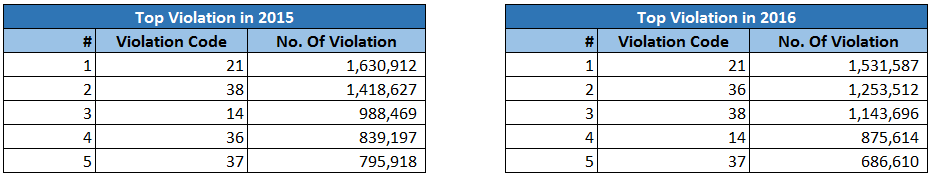 Top Violation in 2015
# Violation Code No. Of Violation
1 21 1,630,912
2 38 1,418,627
3 14 988,469
4 36 839,197
5 37 795,918
Top Violation in 2016
# Violation Code No. Of Violation
1 21 1,531,587
2 36 1,253,512
3 38 1,143,696
4 14 875,614
5 37 686,610